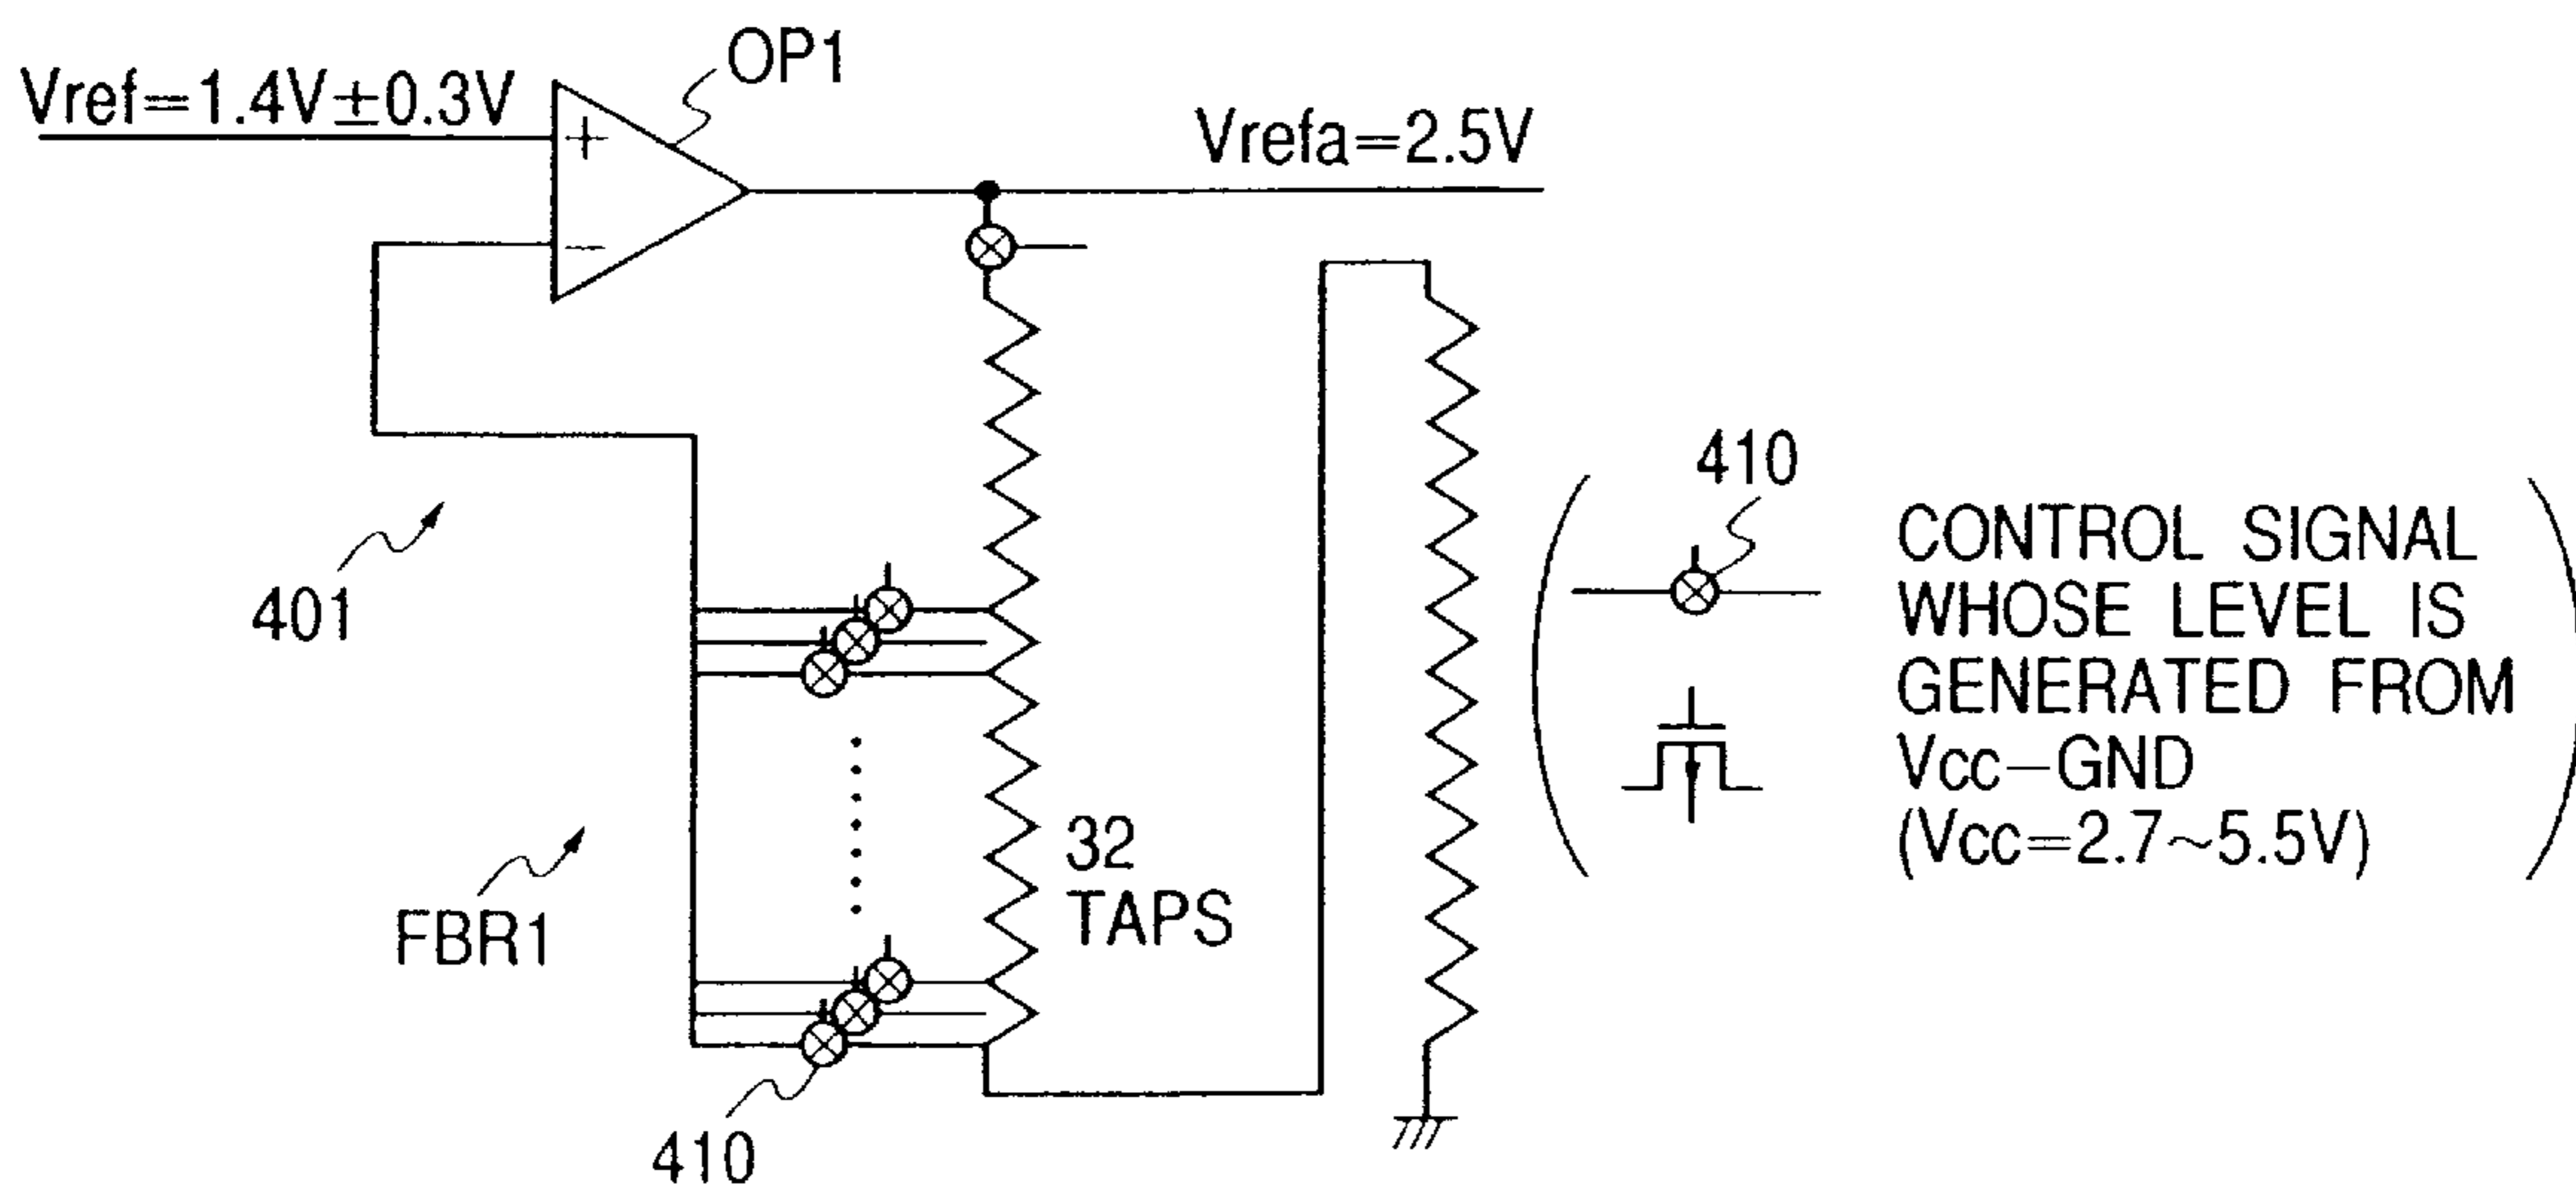 OP1
Vref=1.4V±0.3V
Vrefa=2.5V
+
−
401
FBR1
410
32
TAPS
410
CONTROL SIGNAL
WHOSE LEVEL IS
GENERATED FROM
Vcc−GND
(Vcc=2.7~5.5V)